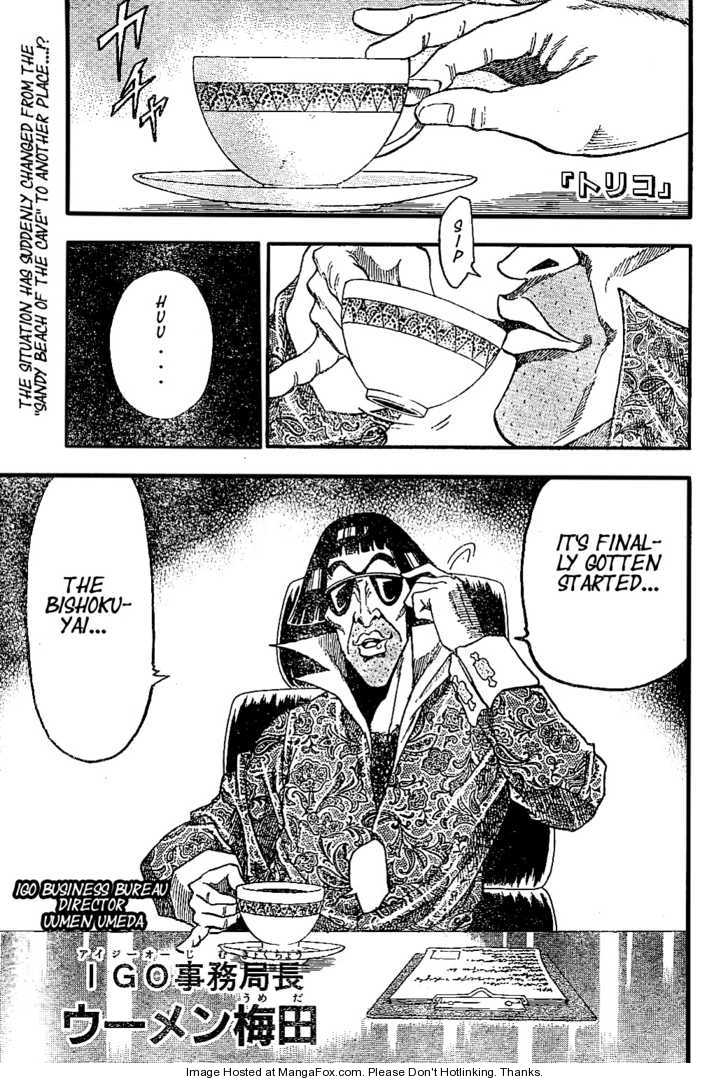 THE SITUATION HAS SUDDENLY CHANGED FROM THE
"SANDY BEACH OF THE CAVE" TO ANOTHER PLACE...!?
カチャ
『トリコ』
SIP
HUU...
IT'S FINAL-
LY GOTTEN
STARTED...
THE
BISHOKU-
YAI...
IGO BUSINESS BUREAU
DIRECTOR
UUMEN UMEDA
アイジーオー じ む きょくちょう
IGO事務局長
うめ だ
ウーメン梅田
Image Hosted at MangaFox.com. Please Don't Hotlinking. Thanks.